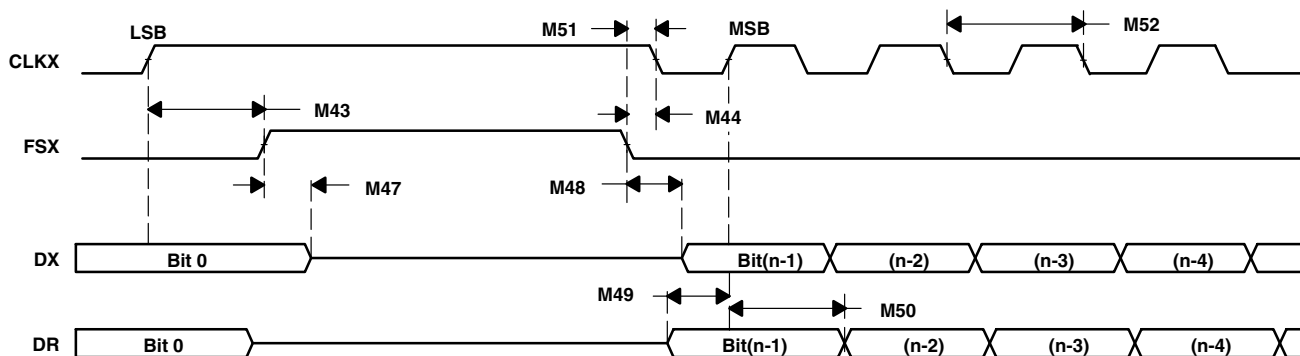 LSB M51 MSB M52
CLKX
M43 M44
FSX
M47 M48
DX Bit 0 Bit(n-1) (n-2) (n-3) (n-4)
M49 M50
DR Bit 0 Bit(n-1) (n-2) (n-3) (n-4)